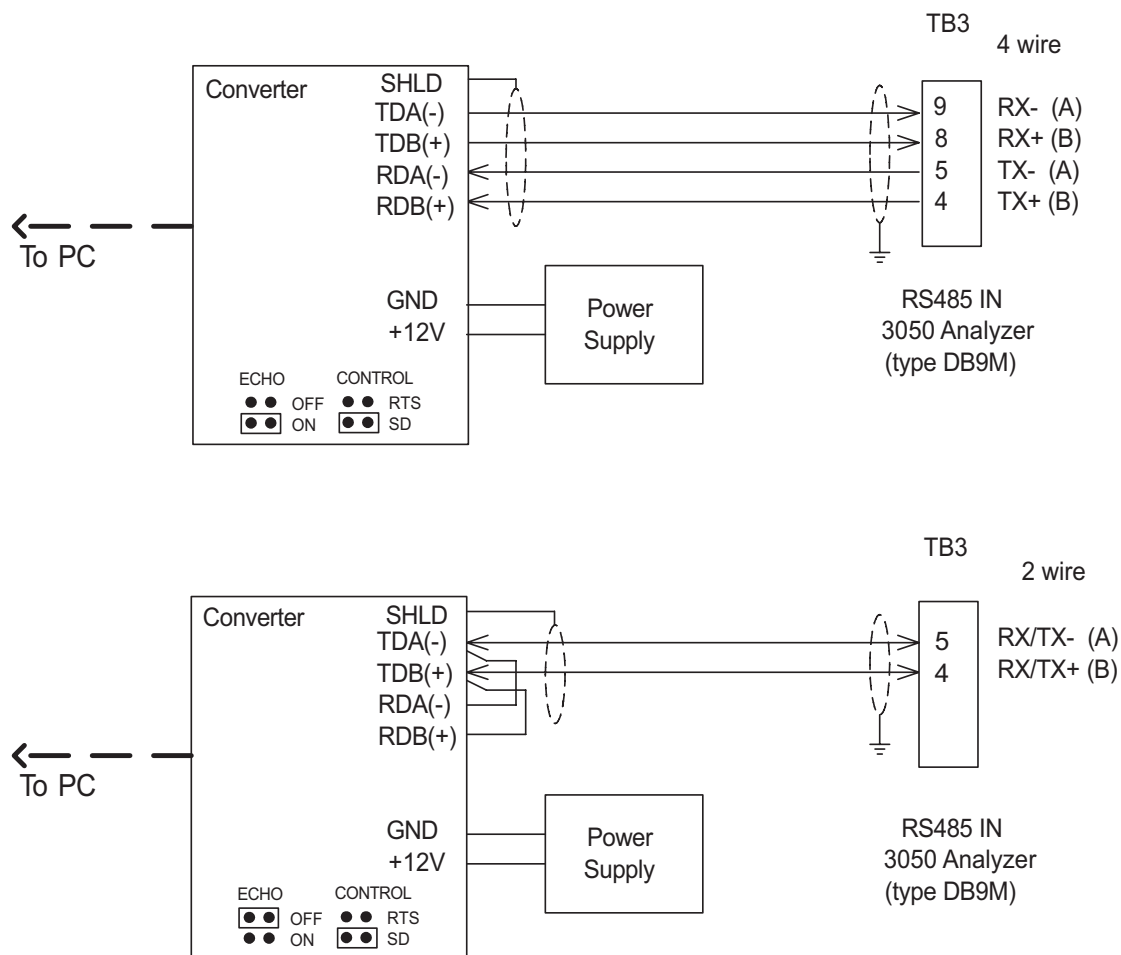 TB3
4 wire
Converter
SHLD
TDA(-)
TDB(+)
RDA(-)
RDB(+)
9 RX- (A)
8 RX+ (B)
5 TX- (A)
4 TX+ (B)
To PC
GND
+12V
Power
Supply
RS485 IN
3050 Analyzer
(type DB9M)
ECHO CONTROL
OFF RTS
ON SD
TB3
2 wire
Converter
SHLD
TDA(-)
TDB(+)
RDA(-)
RDB(+)
5 RX/TX- (A)
4 RX/TX+ (B)
To PC
GND
+12V
Power
Supply
RS485 IN
3050 Analyzer
(type DB9M)
ECHO CONTROL
OFF RTS
ON SD